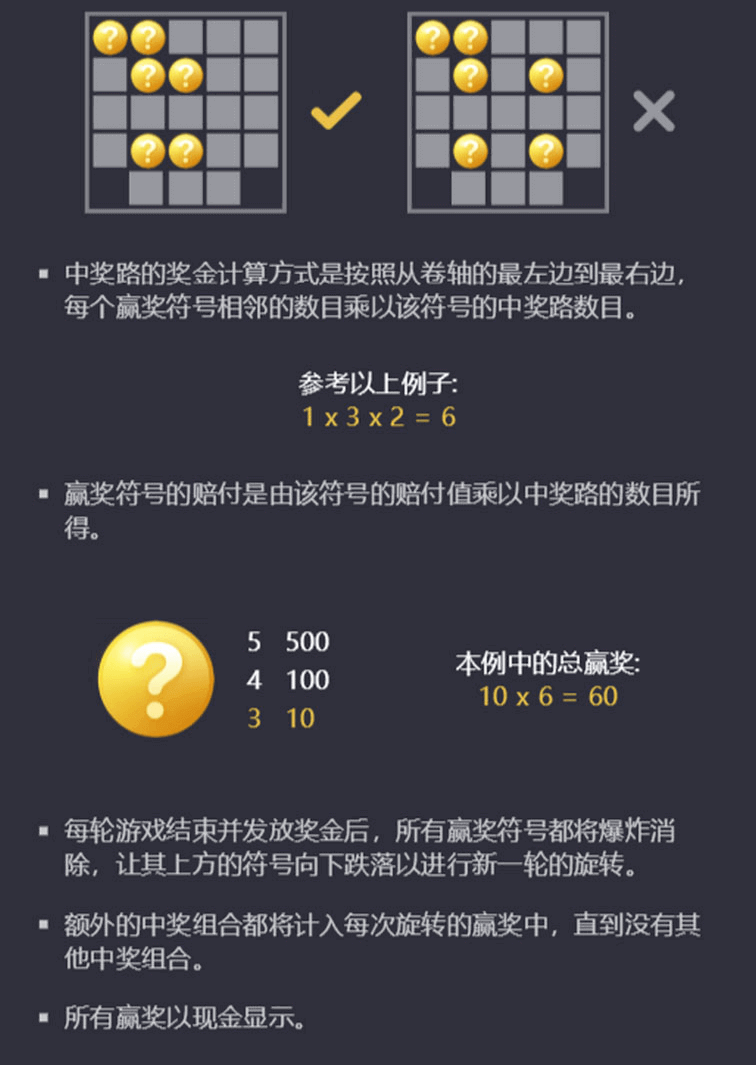 ? ? ? ?
? ? ? ?
? ? ? ?
中奖路的奖金计算方式是按照从卷轴的最左边到最右边，
每个赢奖符号相邻的数目乘以该符号的中奖路数目。
参考以上例子:
1 x 3 x 2 = 6
赢奖符号的赔付是由该符号的赔付值乘以中奖路的数目所
得。
?
5 500
4 100
3 10
本例中的总赢奖:
10 x 6 = 60
每轮游戏结束并发放奖金后，所有赢奖符号都将爆炸消
除，让其上方的符号向下跌落以进行新一轮的旋转。
额外的中奖组合都将计入每次旋转的赢奖中，直到没有其
他中奖组合。
所有赢奖以现金显示。